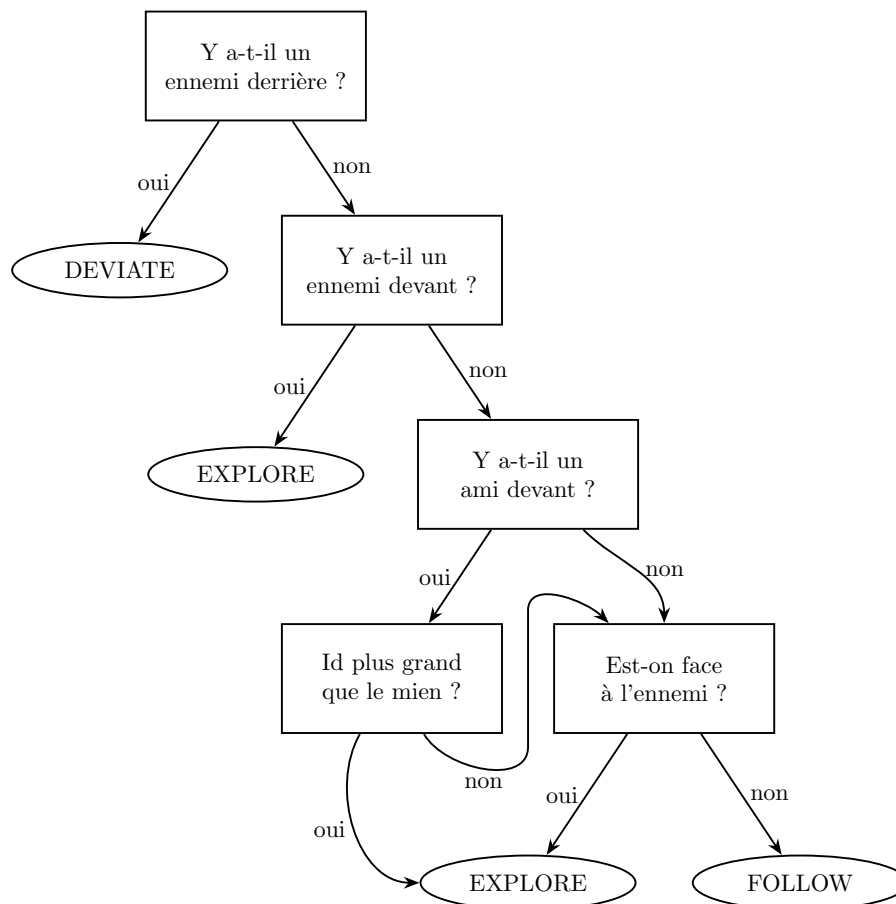 Y a-t-il un
ennemi derrière ?
oui
non
DEVIATE
Y a-t-il un
ennemi devant ?
oui
non
EXPLORE
Y a-t-il un
ami devant ?
oui
non
Id plus grand
que le mien ?
Est-on face
à l'ennemi ?
oui
non
oui
non
EXPLORE
FOLLOW